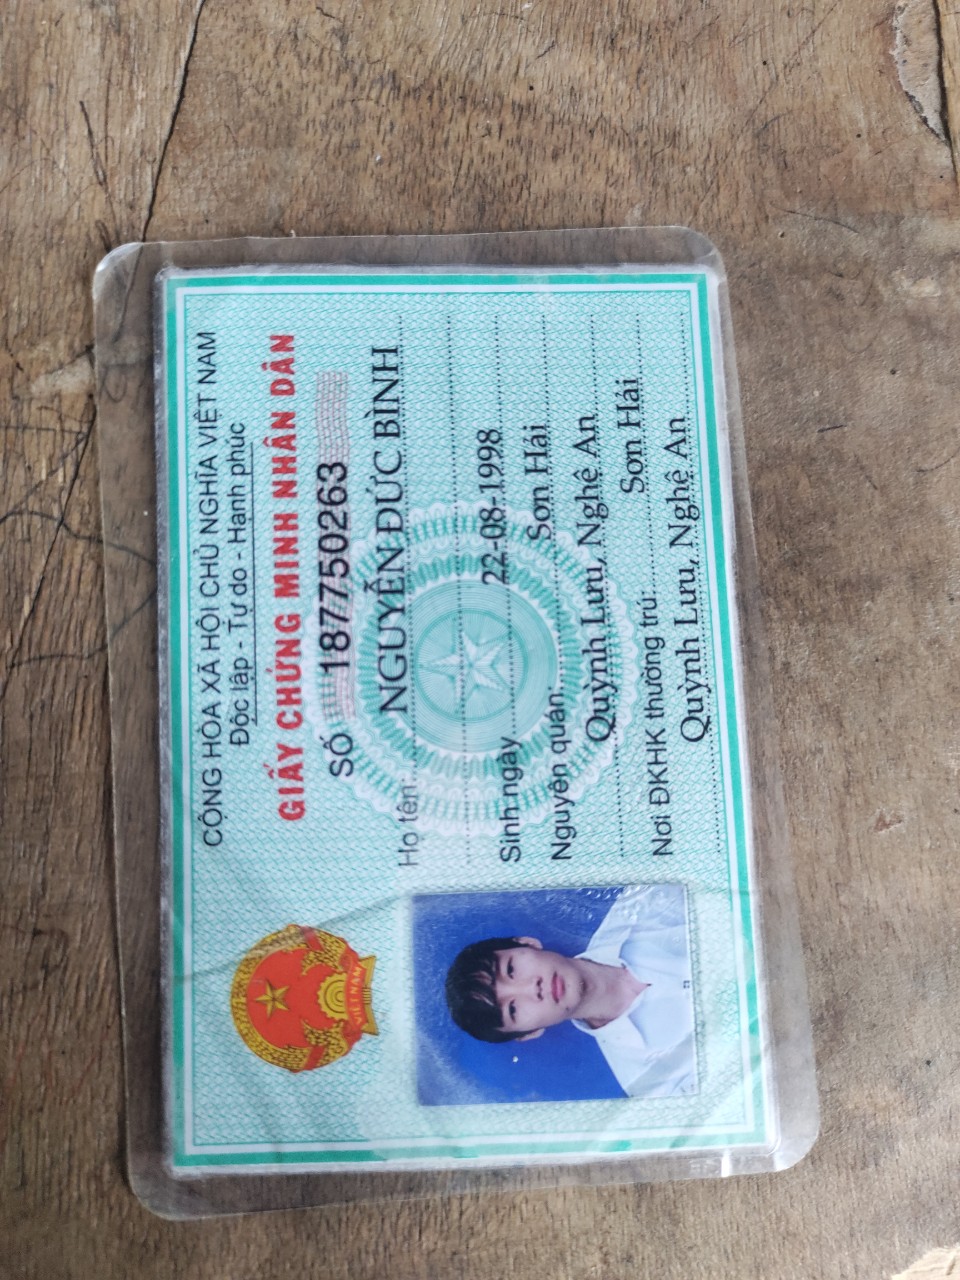 CỘNG HÒA XÃ HỘI CHỦ NGHĨA VIỆT NAM
Độc lập - Tự do - Hạnh phúc
GIẤY CHỨNG MINH NHÂN DÂN
SỐ 187750263
Họ tên NGUYỄN ĐỨC BÌNH
Sinh ngày 22-08-1998
Nguyên quán Sơn Hải
Quỳnh Lưu, Nghệ An
Nơi ĐKHK thường trú: Sơn Hải
Quỳnh Lưu, Nghệ An
VIỆT NAM